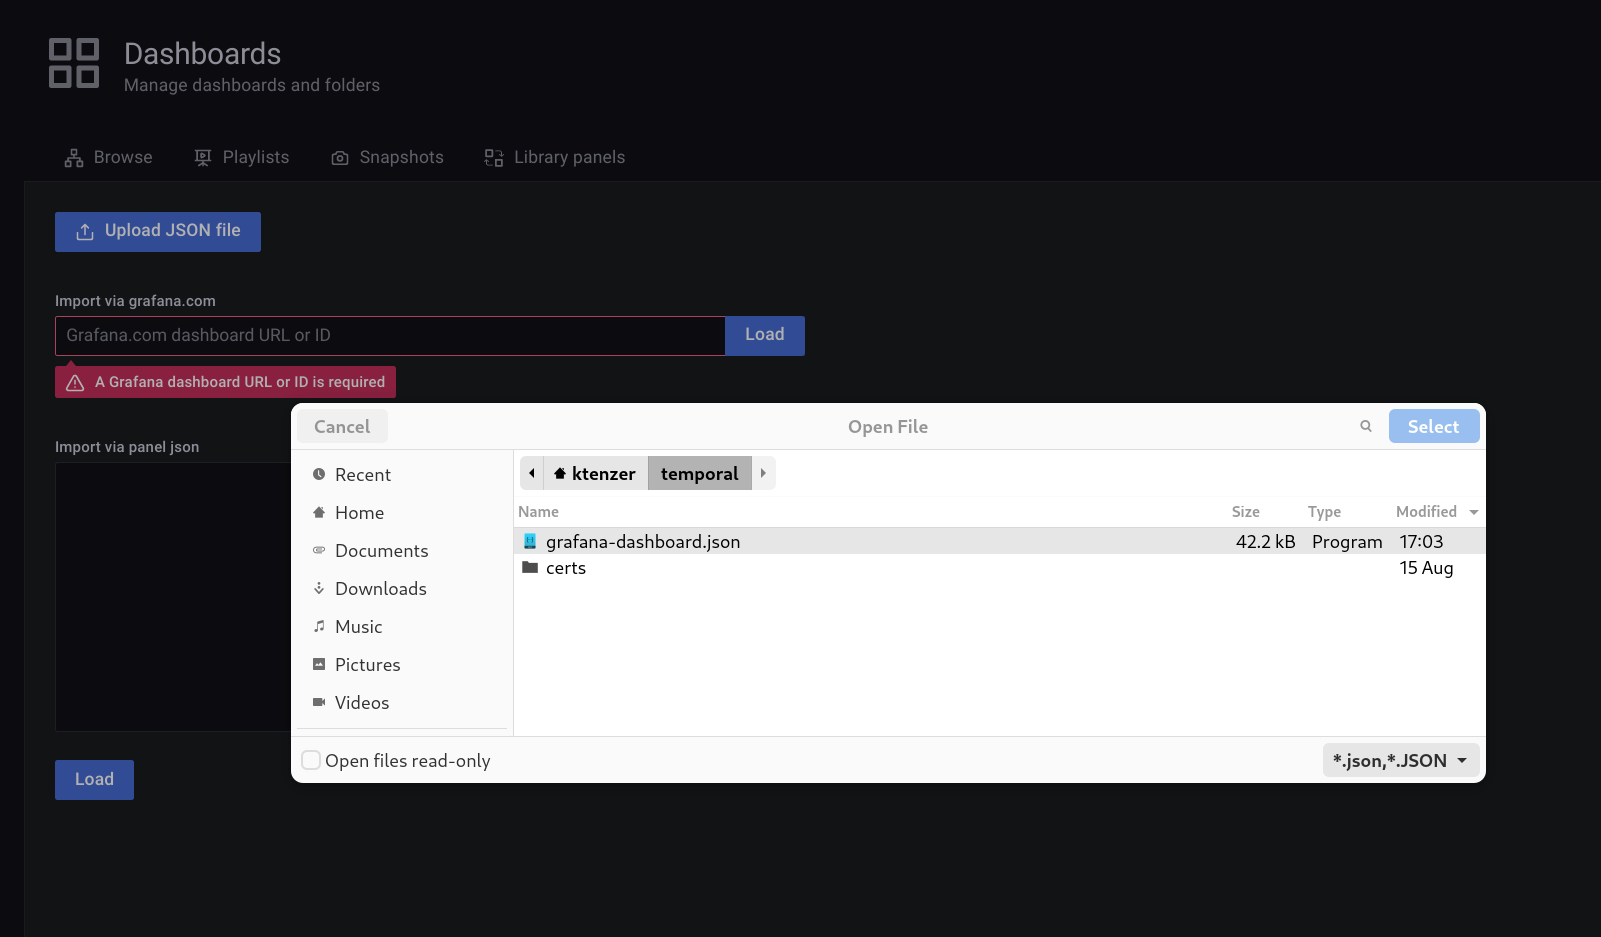 Dashboards
Manage dashboards and folders
Browse Playlists Snapshots Library panels
Upload JSON file
Import via grafana.com
Grafana.com dashboard URL or ID Load
A Grafana dashboard URL or ID is required
Import via panel json
Load
Cancel Open File Select
Recent
Home
Documents
Downloads
Music
Pictures
Videos
ktenzer temporal
Name Size Type Modified
grafana-dashboard.json 42.2 kB Program 17:03
certs 15 Aug
Open files read-only *.json,*.JSON